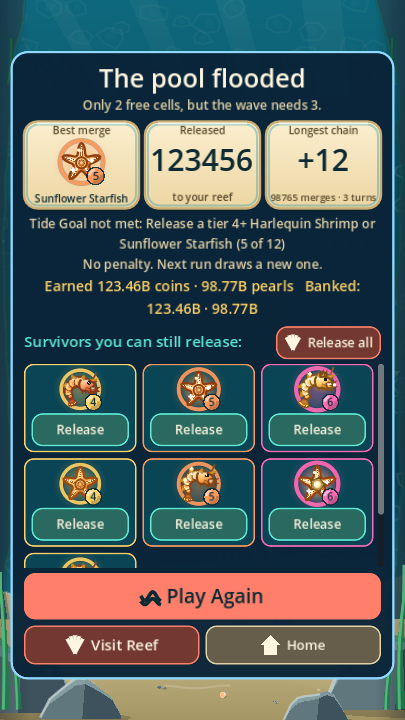 The pool flooded
Only 2 free cells, but the wave needs 3.
Best merge
5
Sunflower Starfish
Released
123456
to your reef
Longest chain
+12
98765 merges · 3 turns
Tide Goal not met: Release a tier 4+ Harlequin Shrimp or
Sunflower Starfish (5 of 12)
No penalty. Next run draws a new one.
Earned 123.46B coins · 98.77B pearls Banked:
123.46B · 98.77B
Survivors you can still release:
Release all
4
5
6
Release
Release
Release
4
5
6
Release
Release
Release
Play Again
Visit Reef
Home